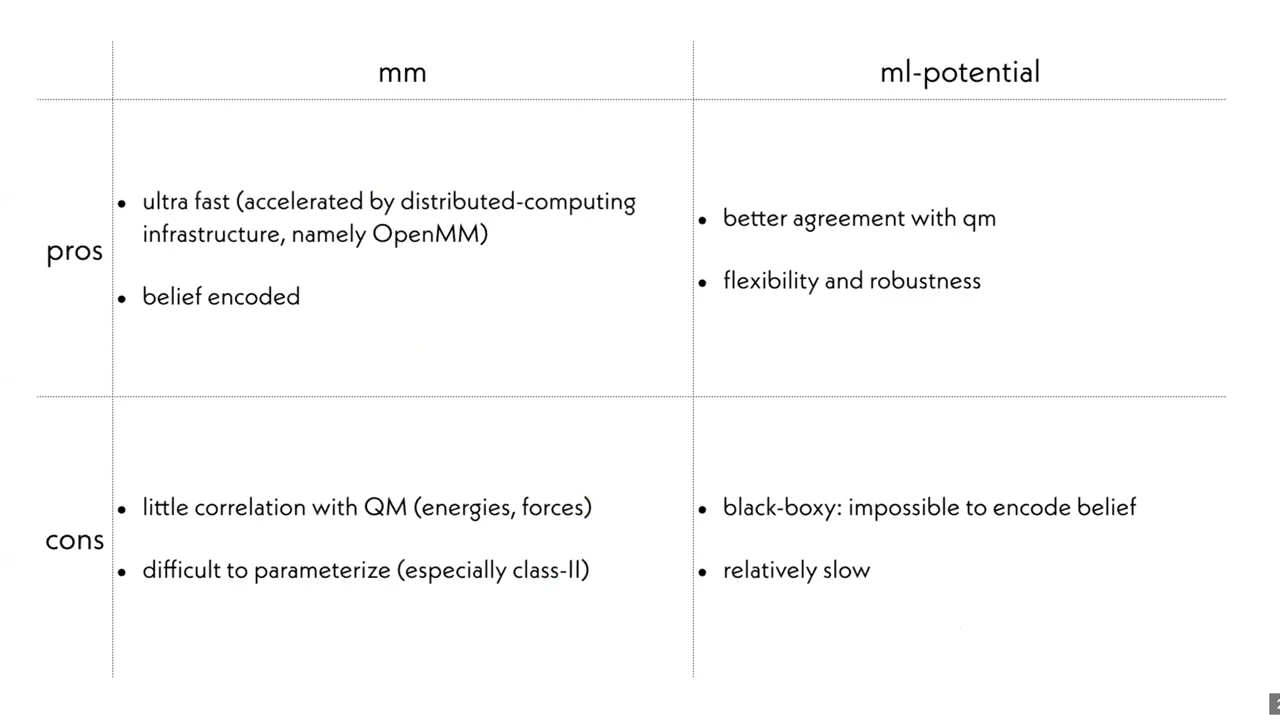 mm
ml-potential
pros
• ultra fast (accelerated by distributed-computing
infrastructure, namely OpenMM)
• belief encoded
• better agreement with qm
• flexibility and robustness
cons
• little correlation with QM (energies, forces)
• difficult to parameterize (especially class-II)
• black-boxy: impossible to encode belief
• relatively slow